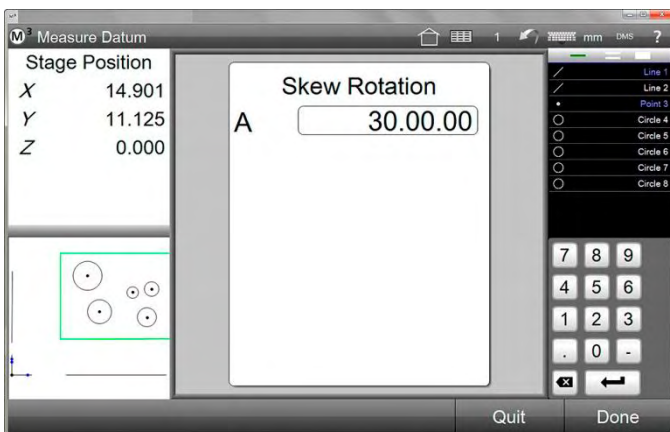 M³ Measure Datum
1
mm
DMS
?
Stage Position
X 14.901
Y 11.125
Z 0.000
Skew Rotation
A 30.00.00
Line 1
Line 2
Point 3
Circle 4
Circle 5
Circle 6
Circle 7
Circle 8
7 8 9
4 5 6
1 2 3
. 0 -
Quit
Done